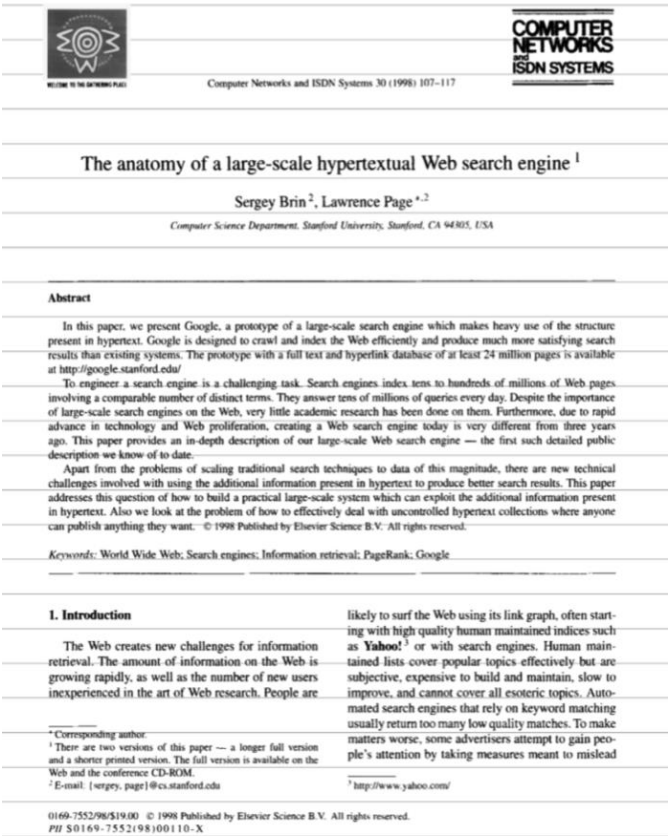 WELCOME TO THE GATHERING PLACE
COMPUTER
NETWORKS
and
ISDN SYSTEMS
Computer Networks and ISDN Systems 30 (1998) 107–117
The anatomy of a large-scale hypertextual Web search engine ¹
Sergey Brin ², Lawrence Page *,²
Computer Science Department, Stanford University, Stanford, CA 94305, USA
Abstract
In this paper, we present Google, a prototype of a large-scale search engine which makes heavy use of the structure
present in hypertext. Google is designed to crawl and index the Web efficiently and produce much more satisfying search
results than existing systems. The prototype with a full text and hyperlink database of at least 24 million pages is available
at http://google.stanford.edu/
To engineer a search engine is a challenging task. Search engines index tens to hundreds of millions of Web pages
involving a comparable number of distinct terms. They answer tens of millions of queries every day. Despite the importance
of large-scale search engines on the Web, very little academic research has been done on them. Furthermore, due to rapid
advance in technology and Web proliferation, creating a Web search engine today is very different from three years
ago. This paper provides an in-depth description of our large-scale Web search engine — the first such detailed public
description we know of to date.
Apart from the problems of scaling traditional search techniques to data of this magnitude, there are new technical
challenges involved with using the additional information present in hypertext to produce better search results. This paper
addresses this question of how to build a practical large-scale system which can exploit the additional information present
in hypertext. Also we look at the problem of how to effectively deal with uncontrolled hypertext collections where anyone
can publish anything they want. © 1998 Published by Elsevier Science B.V. All rights reserved.
Keywords: World Wide Web; Search engines; Information retrieval; PageRank; Google
1. Introduction
The Web creates new challenges for information
retrieval. The amount of information on the Web is
growing rapidly, as well as the number of new users
inexperienced in the art of Web research. People are
* Corresponding author.
¹ There are two versions of this paper — a longer full version
and a shorter printed version. The full version is available on the
Web and the conference CD-ROM.
² E-mail: {sergey, page}@cs.stanford.edu
likely to surf the Web using its link graph, often start-
ing with high quality human maintained indices such
as Yahoo! ³ or with search engines. Human main-
tained lists cover popular topics effectively but are
subjective, expensive to build and maintain, slow to
improve, and cannot cover all esoteric topics. Auto-
mated search engines that rely on keyword matching
usually return too many low quality matches. To make
matters worse, some advertisers attempt to gain peo-
ple's attention by taking measures meant to mislead
³ http://www.yahoo.com/
0169-7552/98/$19.00 © 1998 Published by Elsevier Science B.V. All rights reserved.
PII S0169-7552(98)00110-X